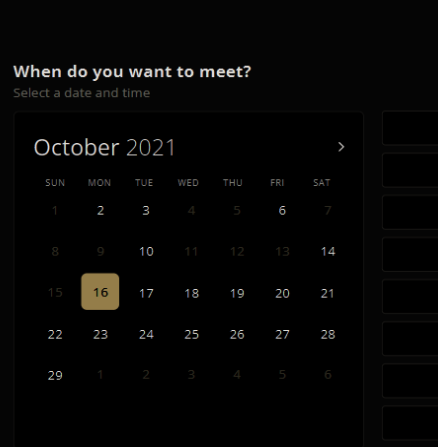 When do you want to meet?
Select a date and time
October 2021 >
SUN MON TUE WED THU FRI SAT
1 2 3 4 5 6 7
8 9 10 11 12 13 14
15 16 17 18 19 20 21
22 23 24 25 26 27 28
29 1 2 3 4 5 6